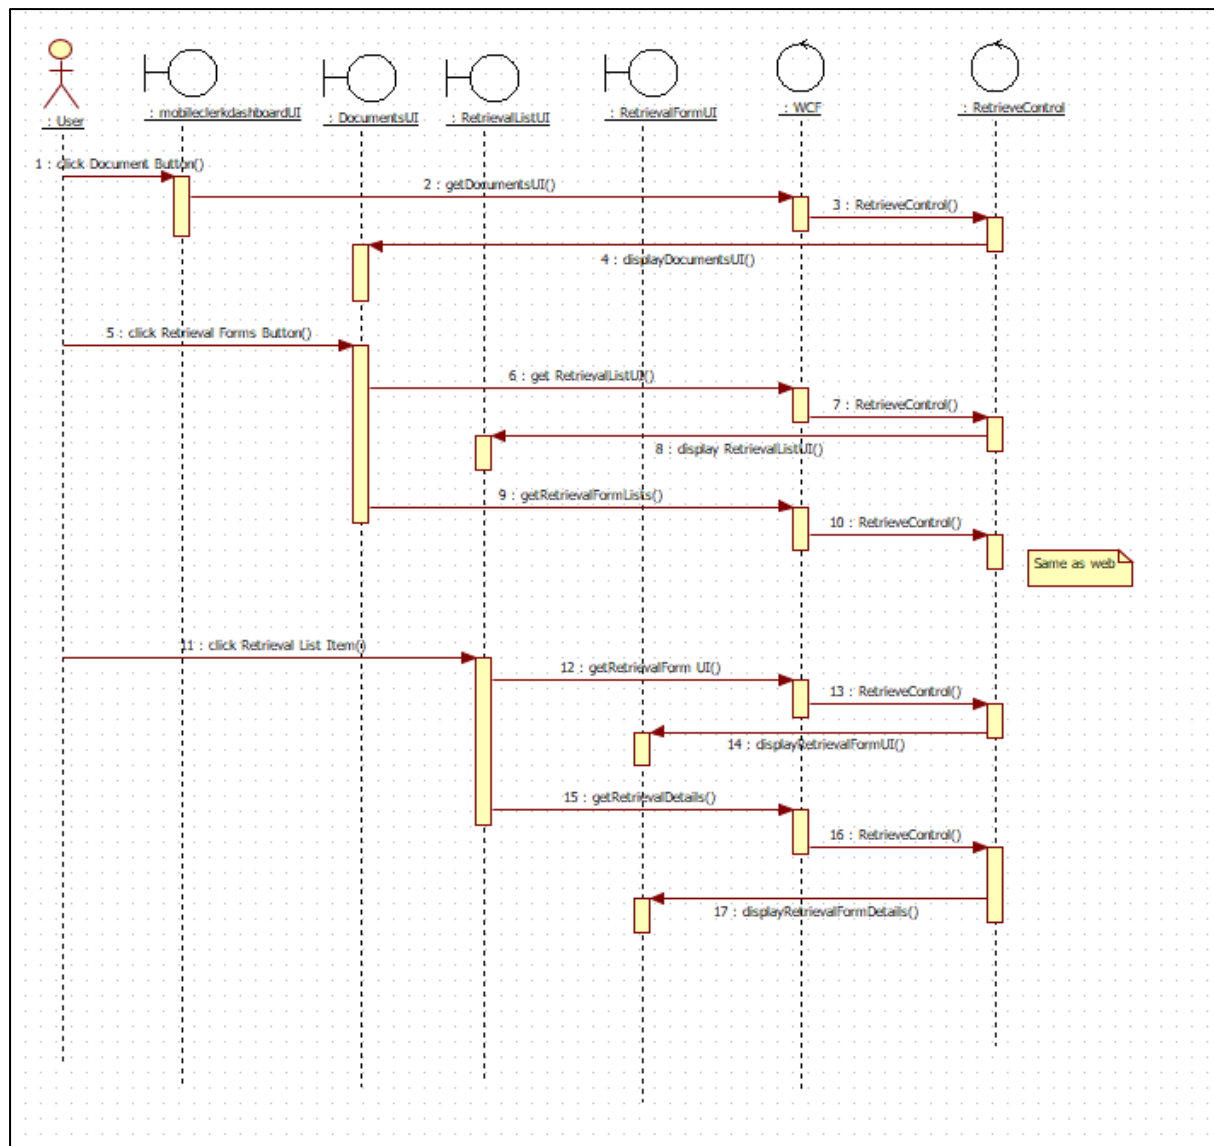 : User
: mobileclerkdashboardUI
: DocumentsUI
: RetrievalListUI
: RetrievalFormUI
: WCF
: RetrieveControl
1 : click Document Button()
2 : getDocumentsUI()
3 : RetrieveControl()
4 : displayDocumentsUI()
5 : click Retrieval Forms Button()
6 : get RetrievalListUI()
7 : RetrieveControl()
8 : display RetrievalListUI()
9 : getRetrievalFormLists()
10 : RetrieveControl()
Same as web
11 : click Retrieval List Item()
12 : getRetrievalForm UI()
13 : RetrieveControl()
14 : displayRetrievalFormUI()
15 : getRetrievalDetails()
16 : RetrieveControl()
17 : displayRetrievalFormDetails()